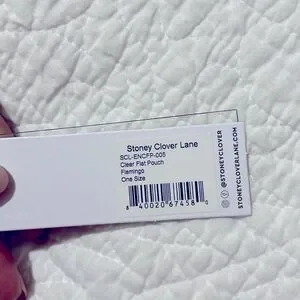 Stoney Clover Lane
SCL-ENCFP-005
Clear Flat Pouch
Flamingo
One Size
8 40020 67458 0
@STONEYCLOVER
STONEYCLOVERLANE.COM